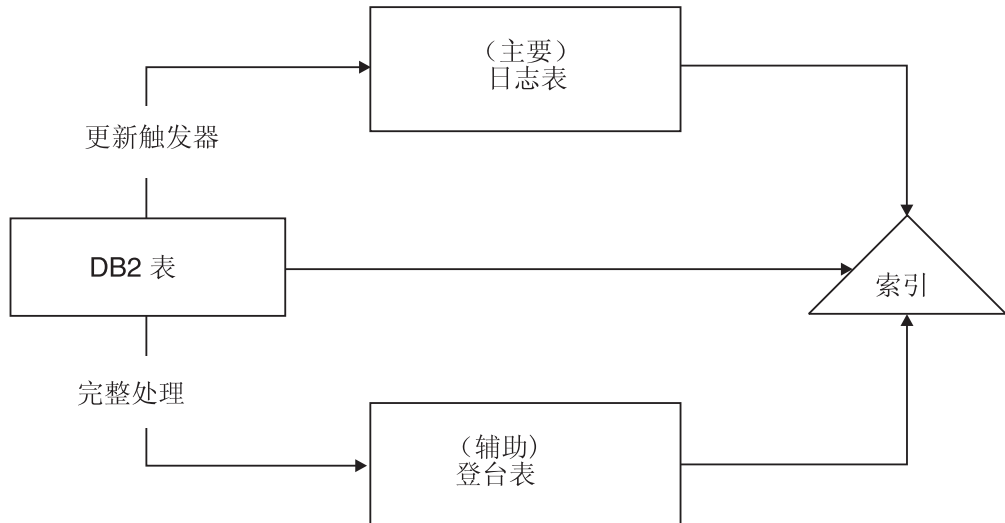 （主要）
日志表
更新触发器
DB2 表
索引
完整处理
（辅助）
登台表